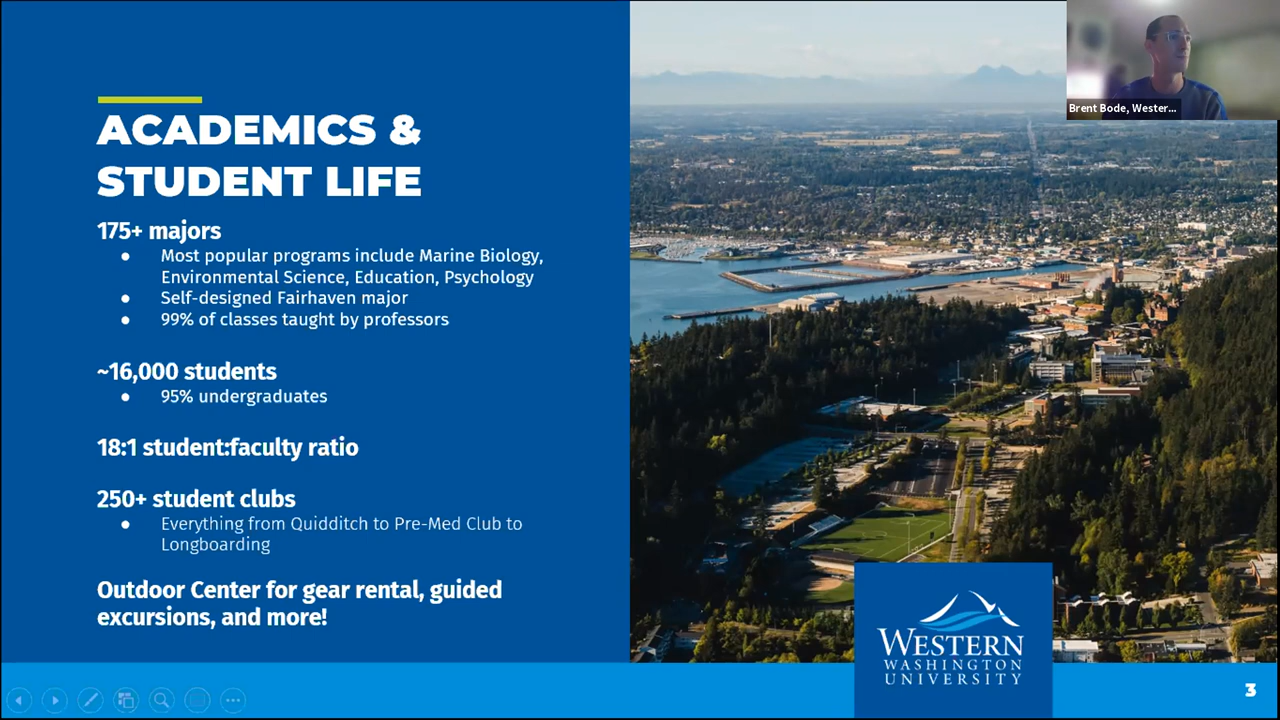 Brent Bode, Wester...
ACADEMICS &
STUDENT LIFE
175+ majors
● Most popular programs include Marine Biology,
Environmental Science, Education, Psychology
● Self-designed Fairhaven major
● 99% of classes taught by professors
~16,000 students
● 95% undergraduates
18:1 student:faculty ratio
250+ student clubs
● Everything from Quidditch to Pre-Med Club to
Longboarding
Outdoor Center for gear rental, guided
excursions, and more!
WESTERN
WASHINGTON
UNIVERSITY
3